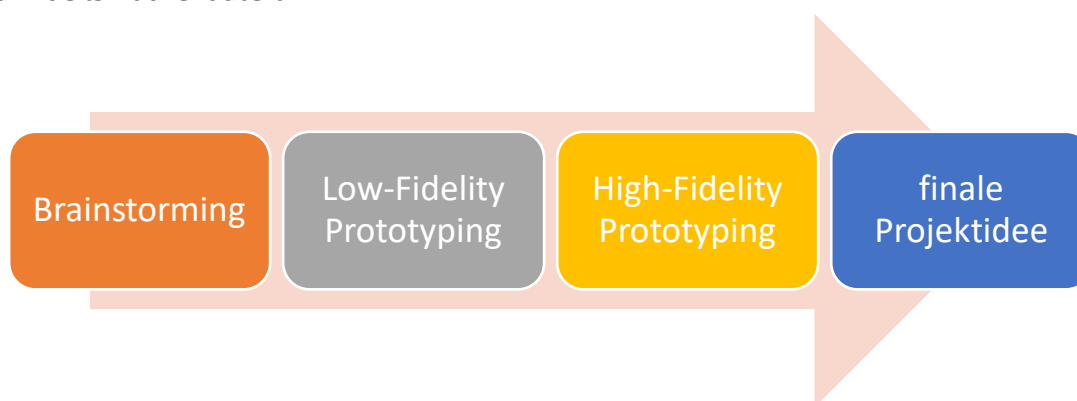 Brainstorming
Low-Fidelity
Prototyping
High-Fidelity
Prototyping
finale
Projektidee